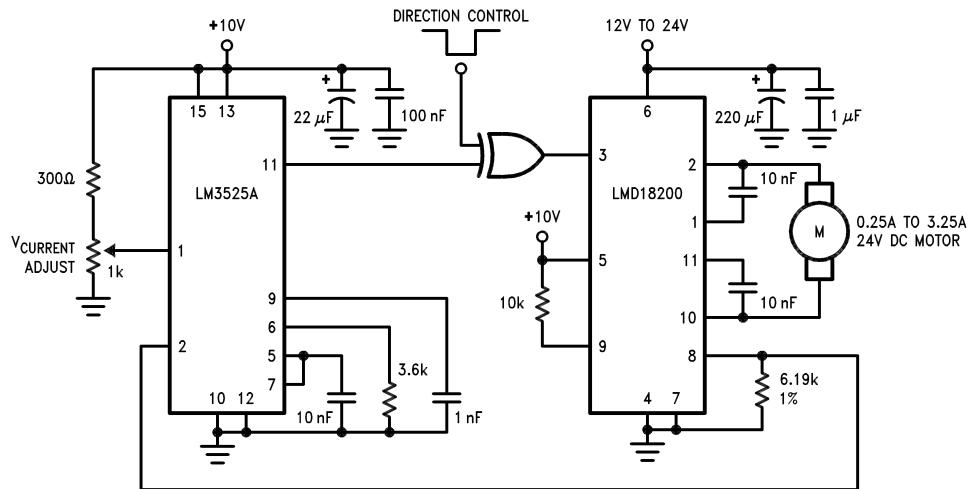 DIRECTION CONTROL
+10V
12V TO 24V
+
22 μF
100 nF
+
220 μF
1 μF
15
13
6
11
3
2
300Ω
LM3525A
LMD18200
10 nF
+10V
1
0.25A TO 3.25A
24V DC MOTOR
M
VCURRENT
ADJUST
1k
1
5
11
9
10k
10 nF
6
10
2
5
3.6k
9
8
7
6.19k
1%
10
12
10 nF
1 nF
4
7